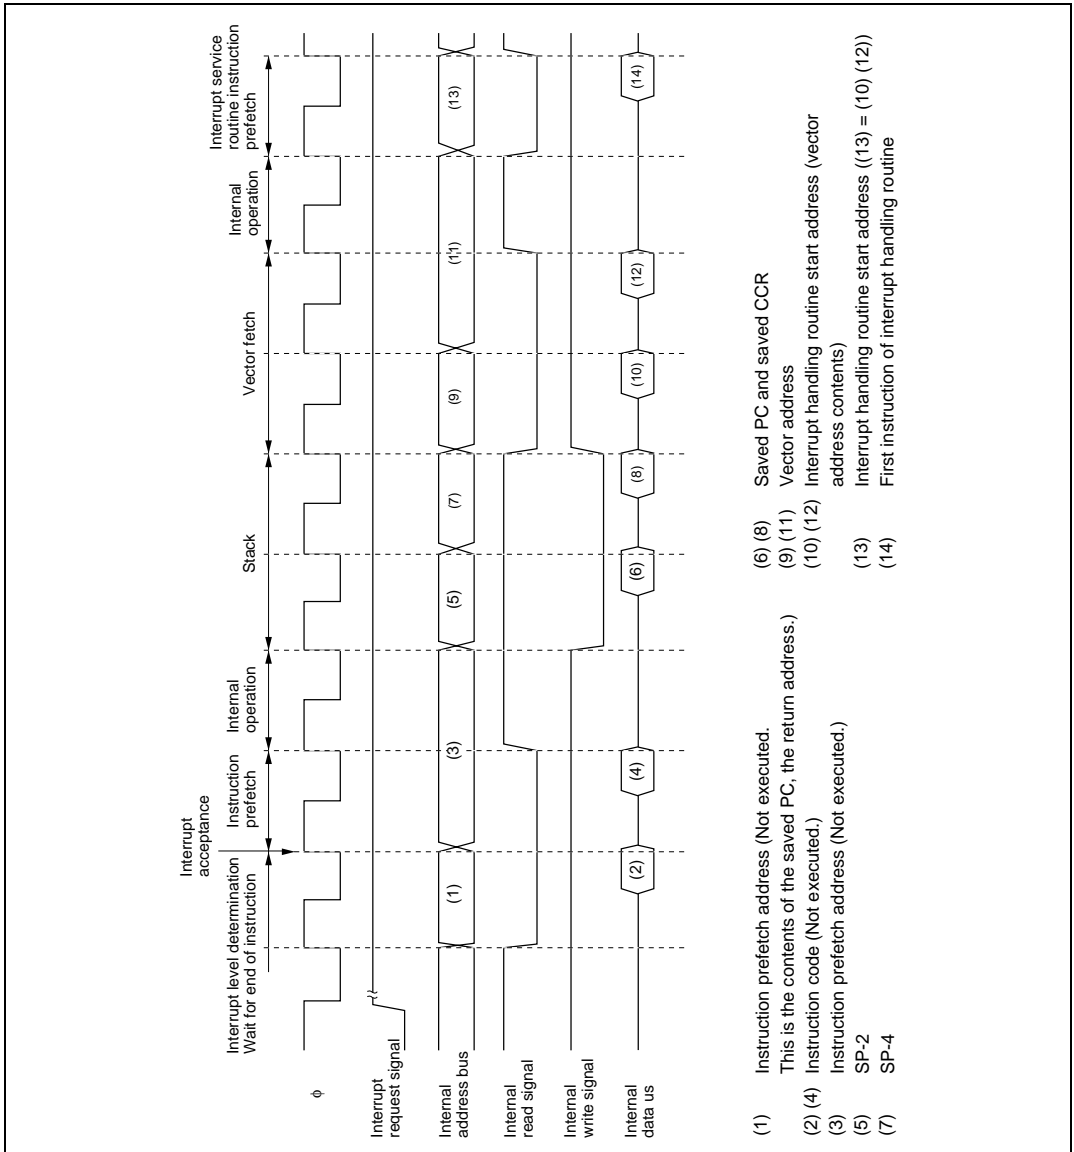 Interrupt
acceptance
Interrupt level determination
Wait for end of instruction
Instruction
prefetch
Internal
operation
Stack
Vector fetch
Internal
operation
Interrupt service
routine instruction
prefetch
φ
Interrupt
request signal
Internal
address bus
(1)
(3)
(5)
(7)
(9)
(11)
(13)
Internal
read signal
Internal
write signal
Internal
data us
(2)
(4)
(6)
(8)
(10)
(12)
(14)
(1) Instruction prefetch address (Not executed.
This is the contents of the saved PC, the return address.)
(2) (4) Instruction code (Not executed.)
(3) Instruction prefetch address (Not executed.)
(5) SP-2
(7) SP-4
(6) (8) Saved PC and saved CCR
(9) (11) Vector address
(10) (12) Interrupt handling routine start address (vector
address contents)
(13) Interrupt handling routine start address ((13) = (10) (12))
(14) First instruction of interrupt handling routine